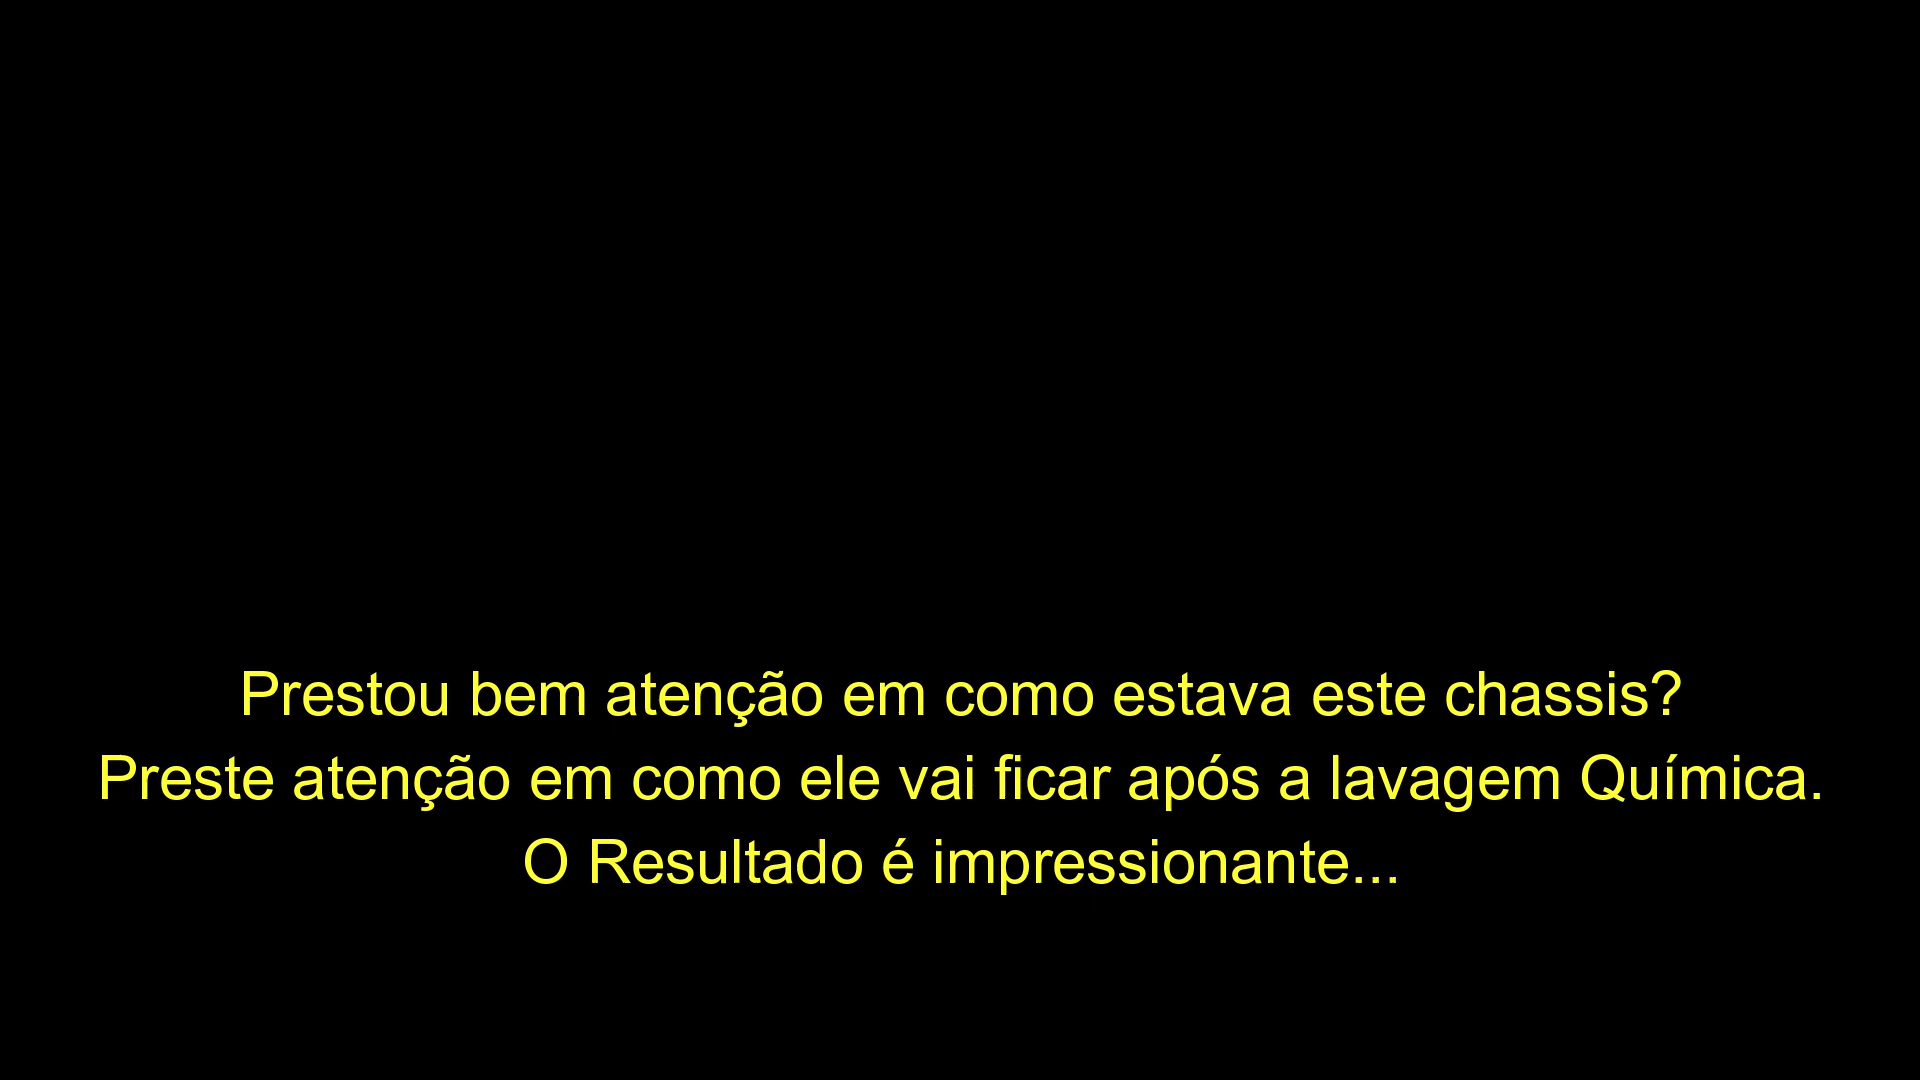 Prestou bem atenção em como estava este chassis?
Preste atenção em como ele vai ficar após a lavagem Química.
O Resultado é impressionante...